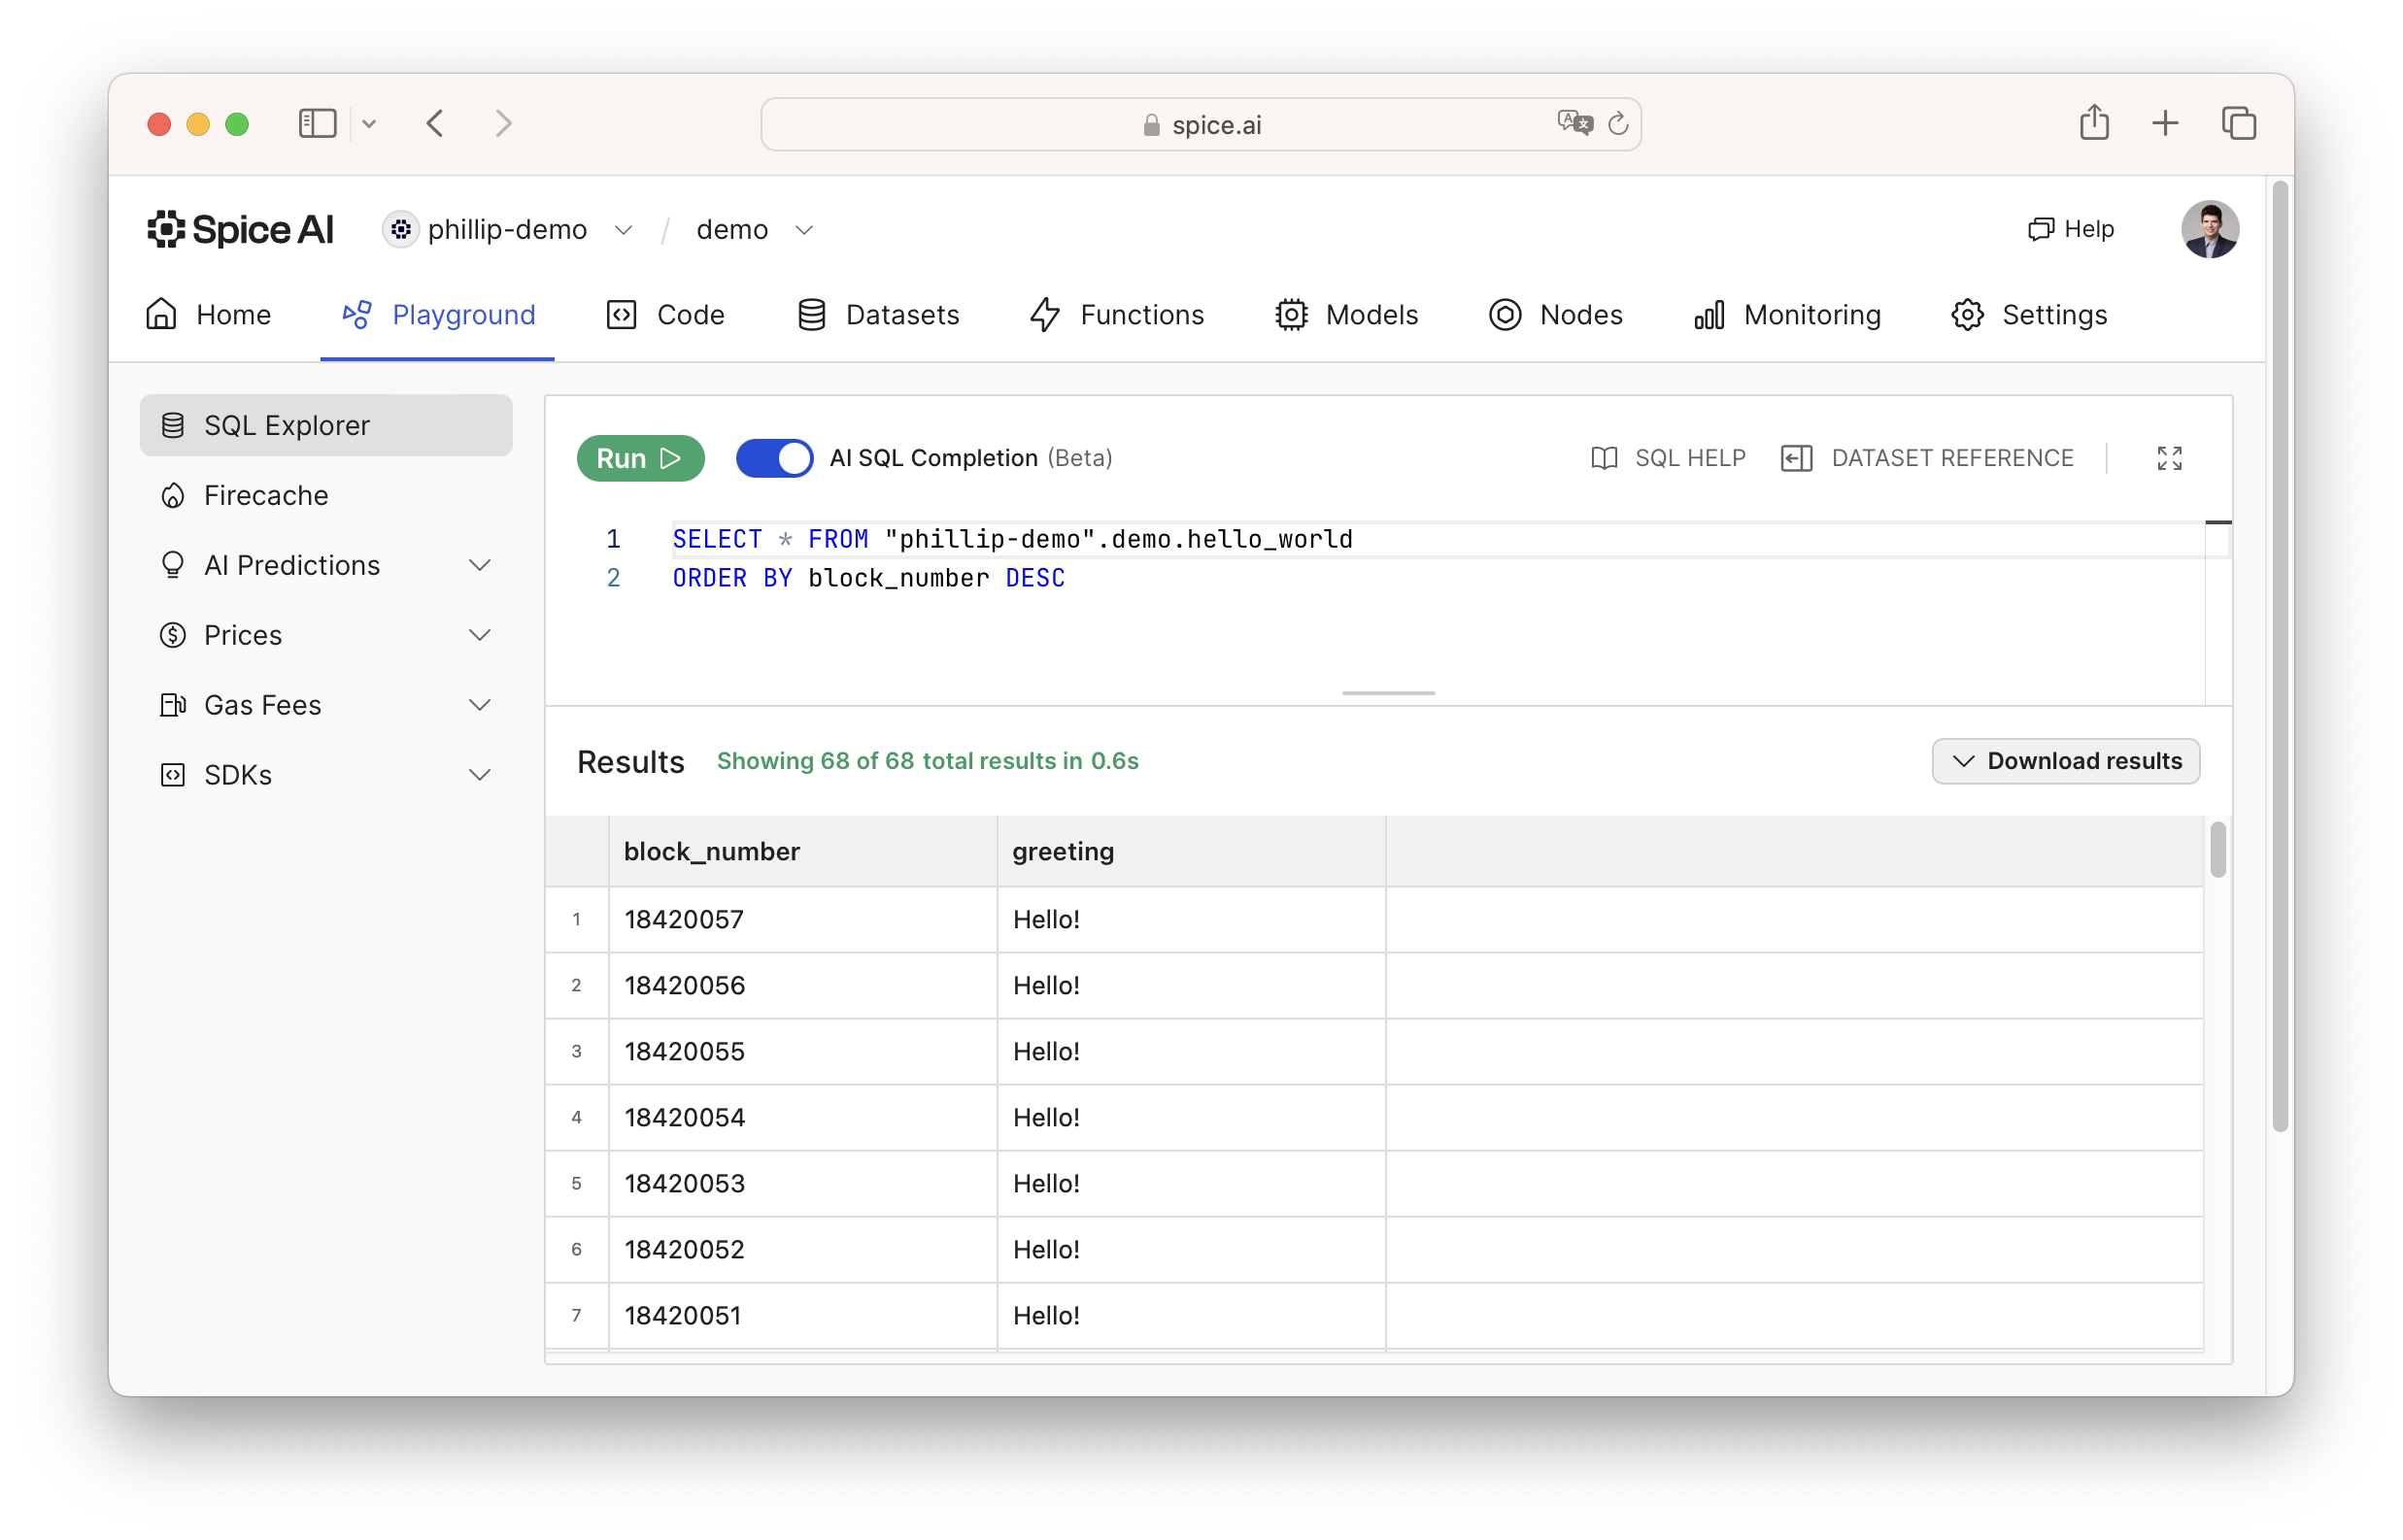 spice.ai
Spice AI phillip-demo / demo Help
Home Playground Code Datasets Functions Models Nodes Monitoring Settings
SQL Explorer
Firecache
AI Predictions
Prices
Gas Fees
SDKs
Run AI SQL Completion (Beta) SQL HELP DATASET REFERENCE
1 SELECT * FROM "phillip-demo".demo.hello_world
2 ORDER BY block_number DESC
Results Showing 68 of 68 total results in 0.6s Download results
block_number greeting
1 18420057 Hello!
2 18420056 Hello!
3 18420055 Hello!
4 18420054 Hello!
5 18420053 Hello!
6 18420052 Hello!
7 18420051 Hello!